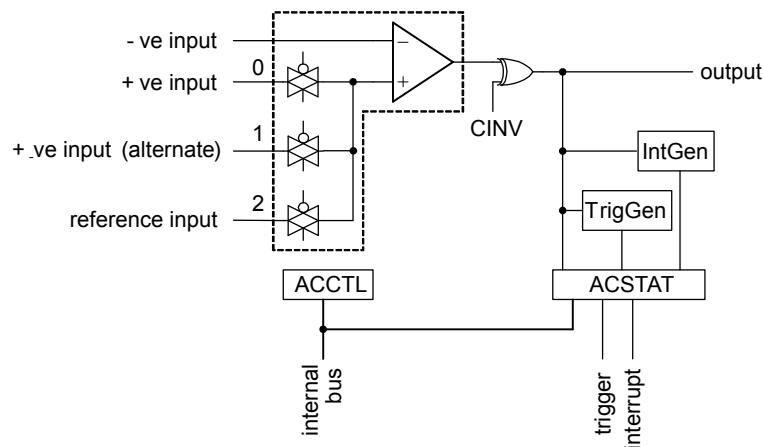 - ve input
0
+ ve input
output
CINV
1
+ -ve input (alternate)
IntGen
2
reference input
TrigGen
ACCTL
ACSTAT
internal
bus
trigger
interrupt
-
+